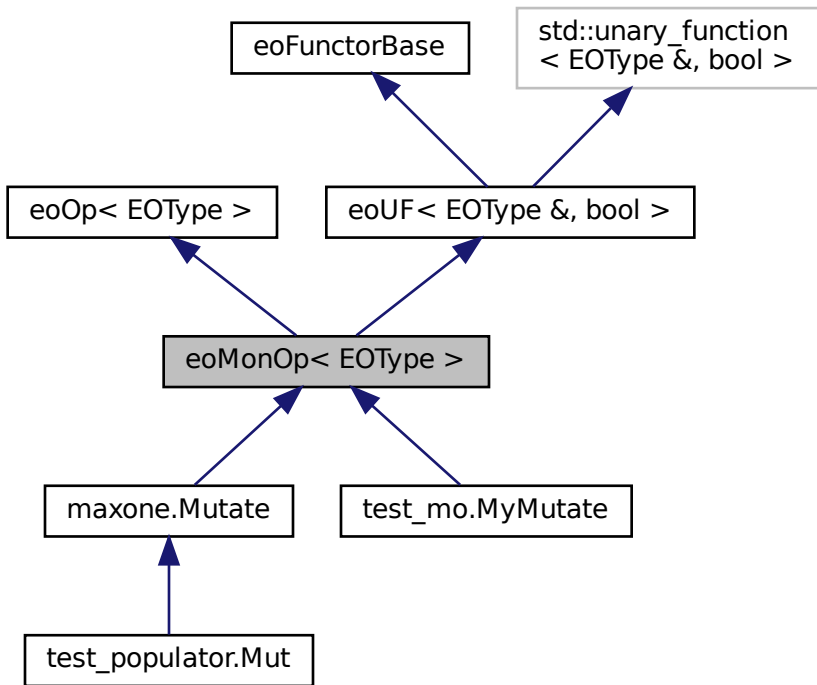 std::unary_function
< EOType &, bool >
eoFunctorBase
eoOp< EOType >
eoUF< EOType &, bool >
eoMonOp< EOType >
maxone.Mutate
test_mo.MyMutate
test_populator.Mut